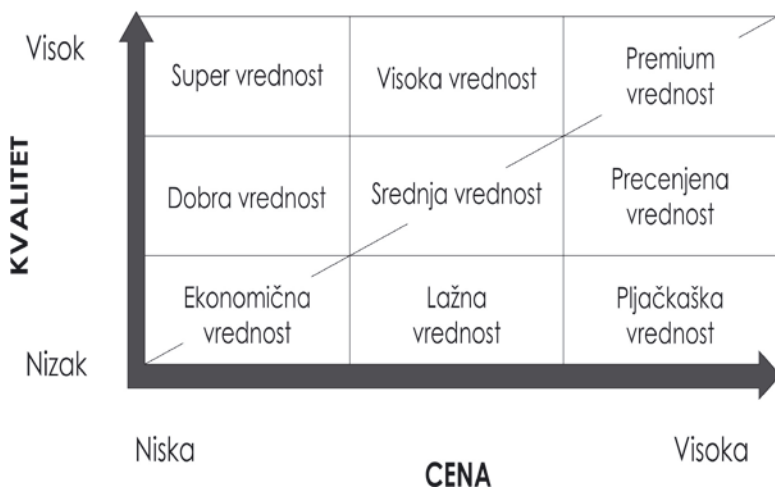 Visok
Super vrednost
Visoka vrednost
Premium
vrednost
KVALITET
Dobra vrednost
Srednja vrednost
Precenjena
vrednost
Ekonomična
vrednost
Lažna
vrednost
Pljačkaška
vrednost
Nizak
Niska
CENA
Visoka